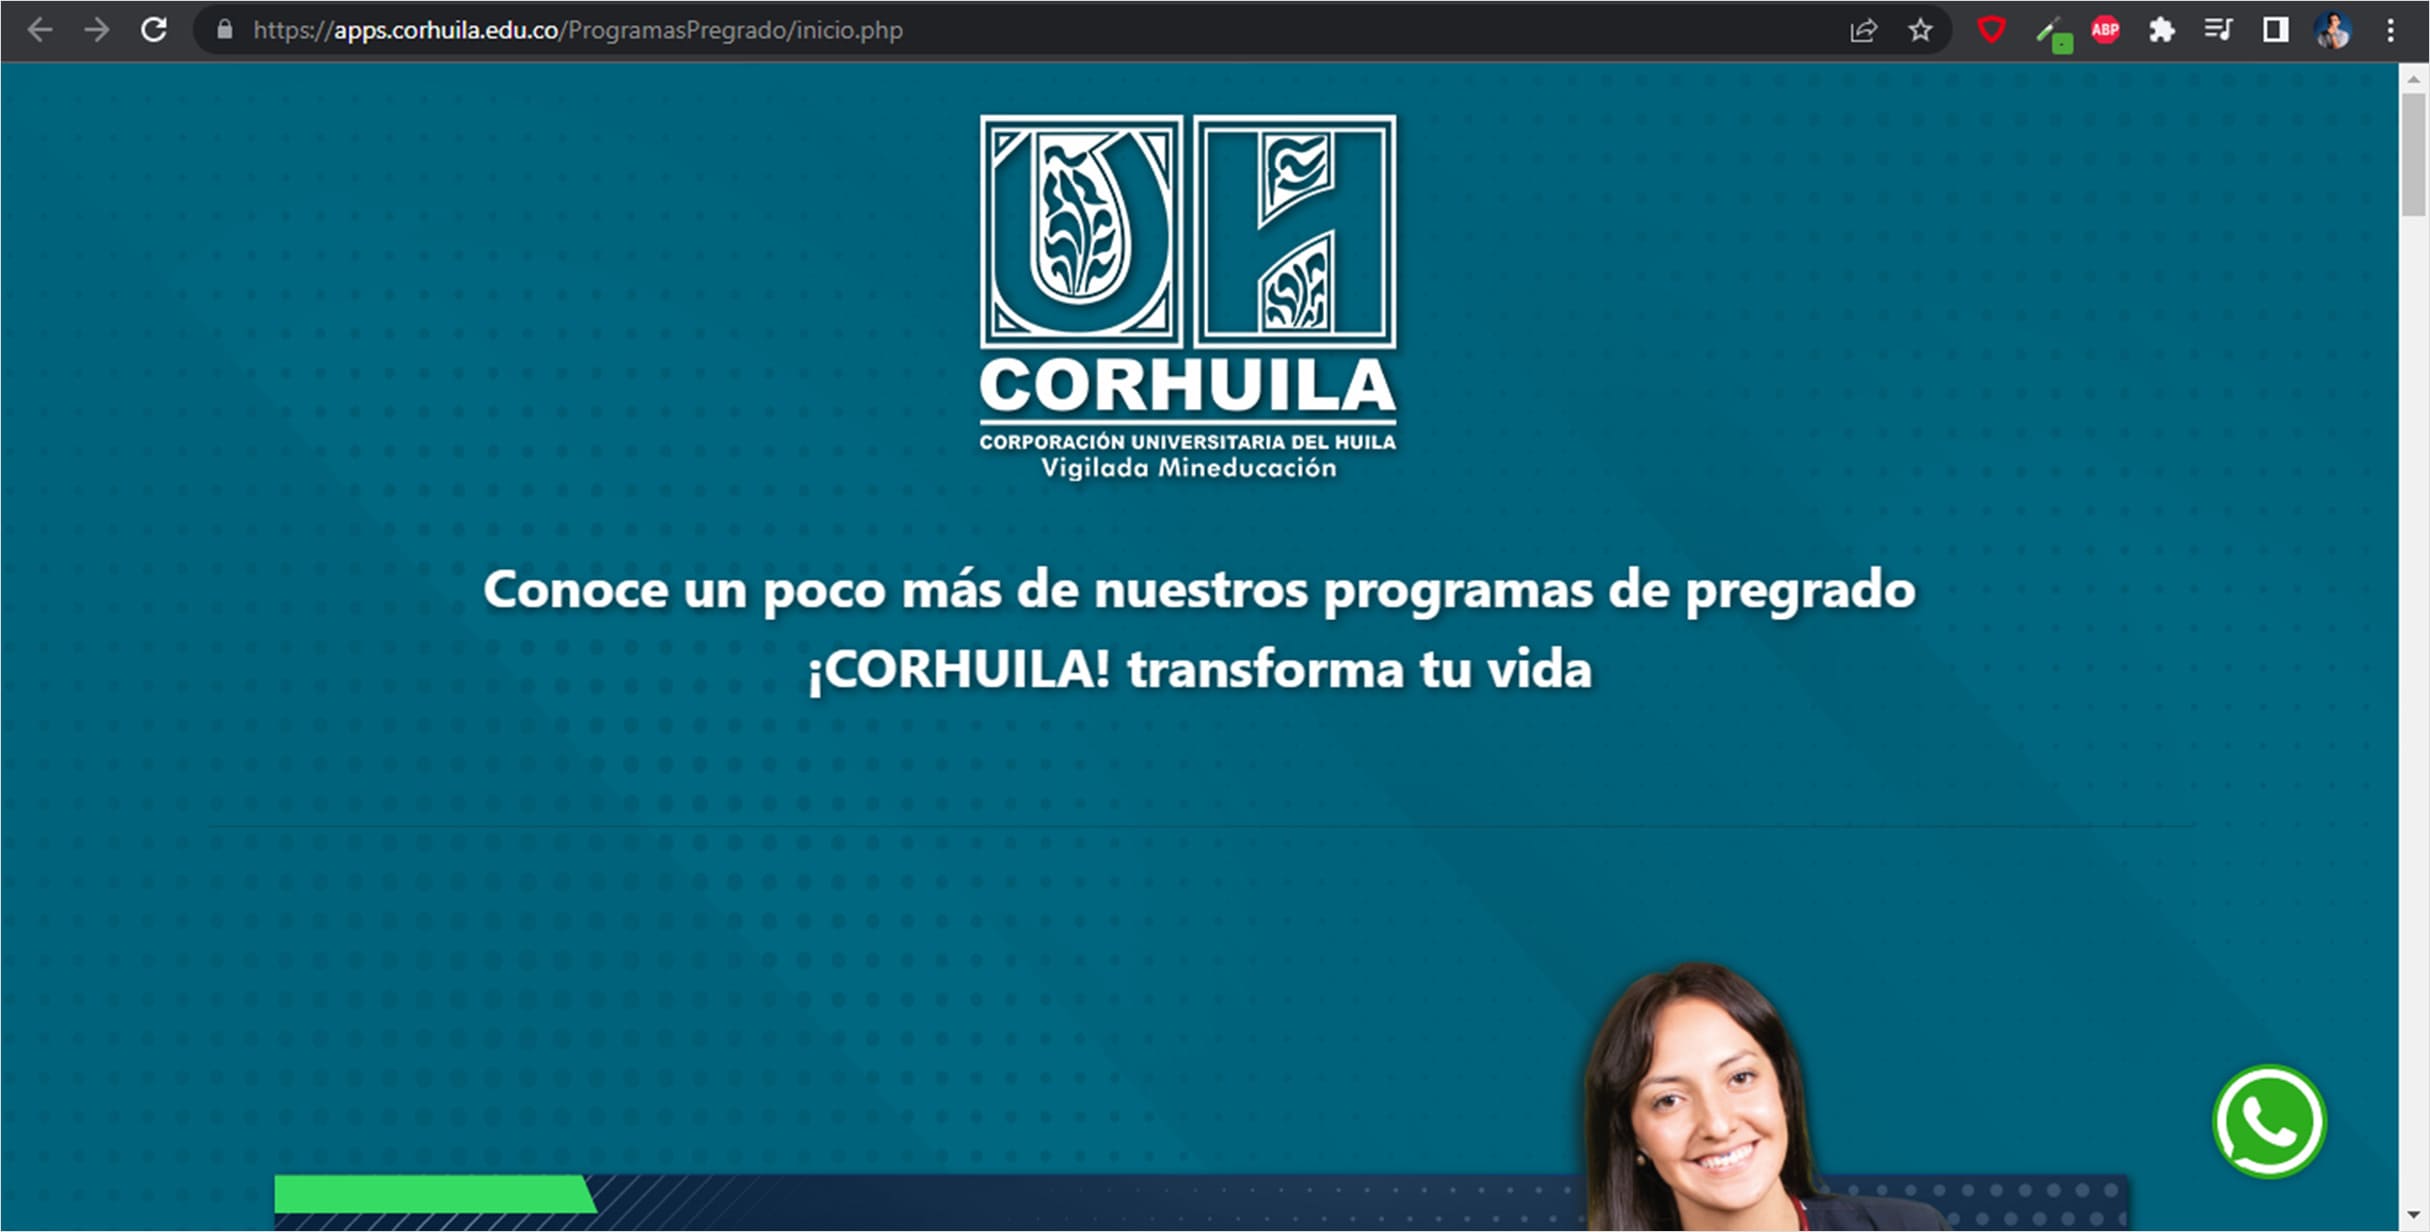 https://apps.corhuila.edu.co/ProgramasPregrado/inicio.php
ABP
UH
CORHUILA
CORPORACIÓN UNIVERSITARIA DEL HUILA
Vigilada Mineducación
Conoce un poco más de nuestros programas de pregrado
¡CORHUILA! transforma tu vida